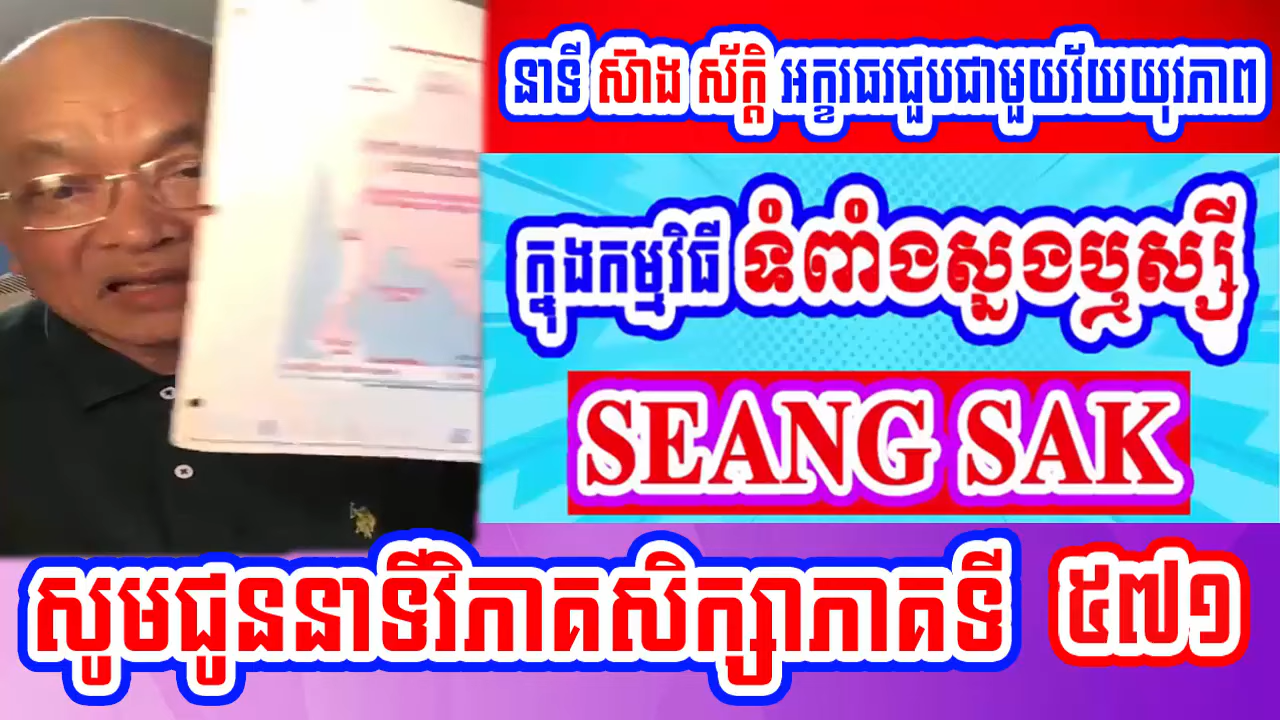 នាទី ស៊ាង ស័ក្តិ អក្ខរធរជួបជាមួយវ័យយុវភាព
ក្នុងកម្មវិធី ទំពាំងស្នងឫស្សី
SEANG SAK
សូមជូននាទីវិភាគសិក្សាភាគទី ៥៧១